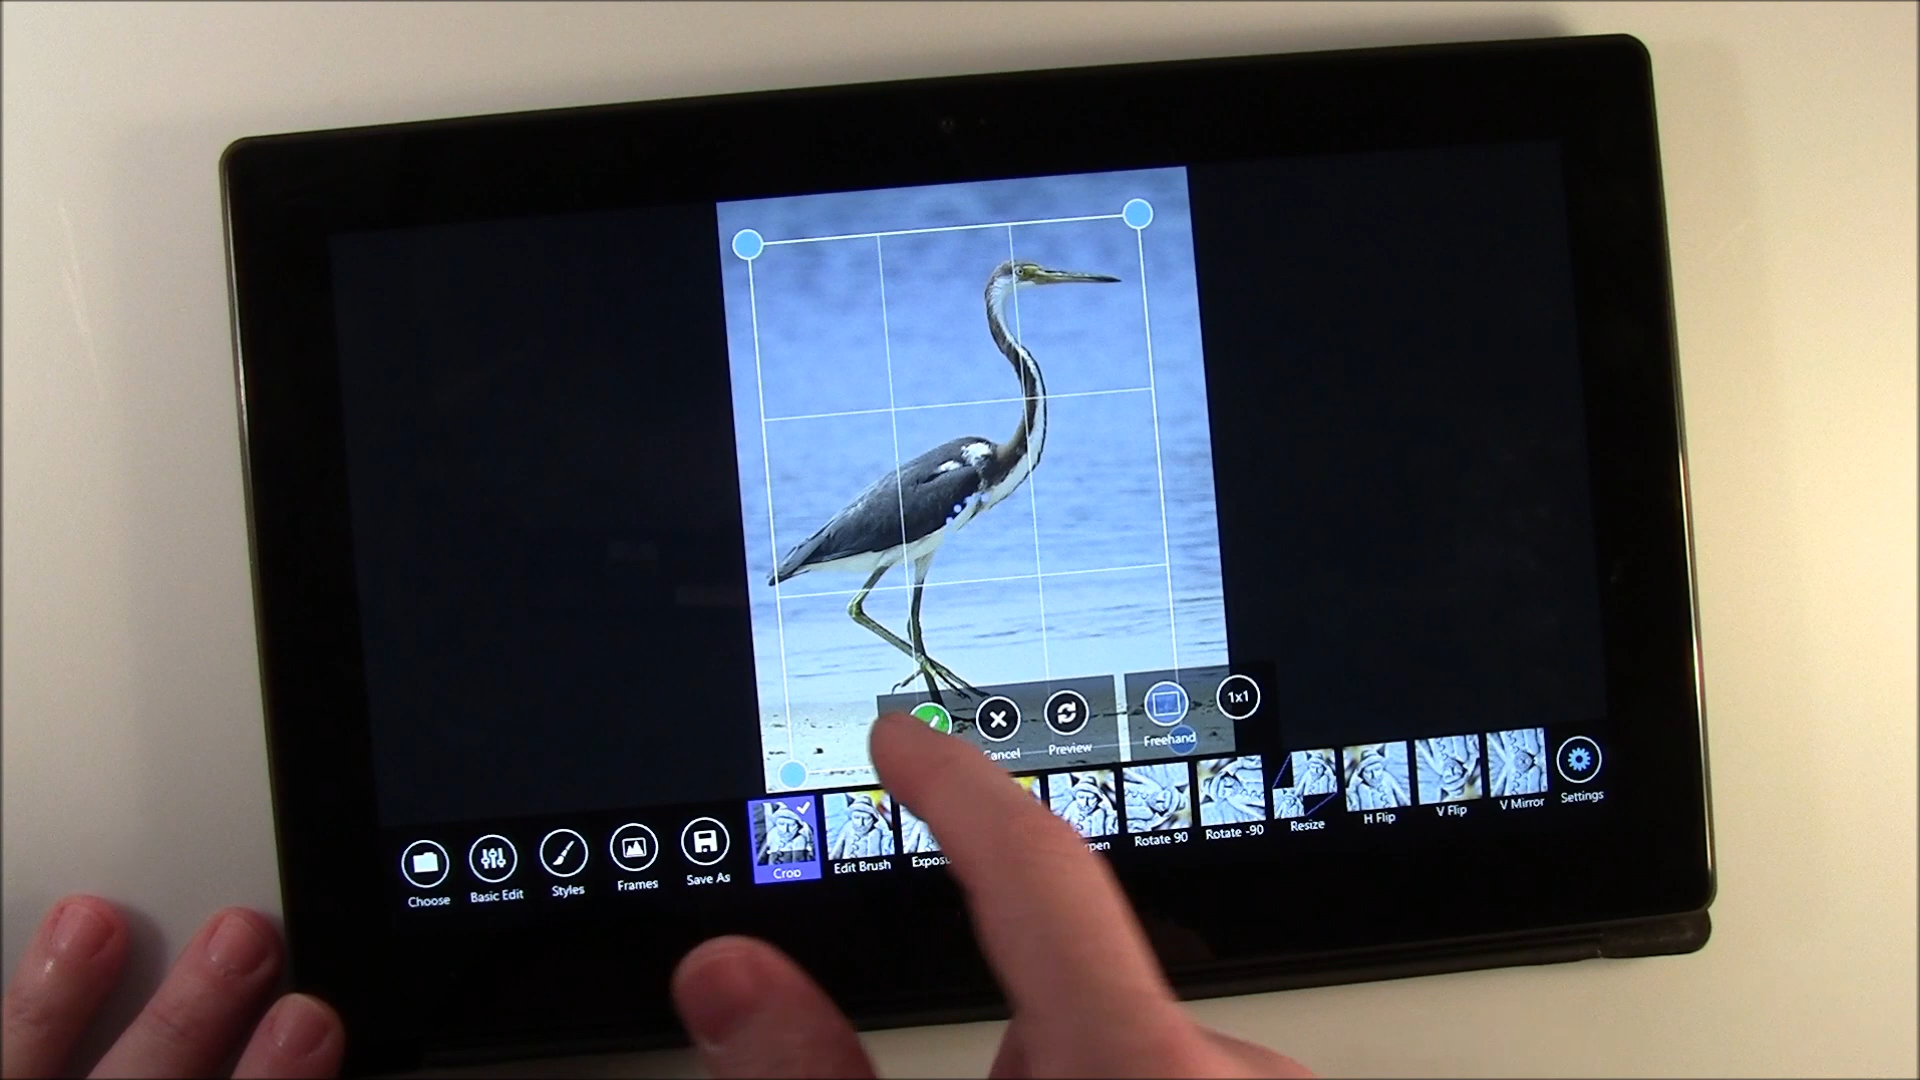 Cancel
Preview
Freehand
1x1
Choose
Basic Edit
Styles
Frames
Save As
Crop
Edit Brush
Rotate 90
Rotate -90
Resize
H Flip
V Flip
V Mirror
Settings